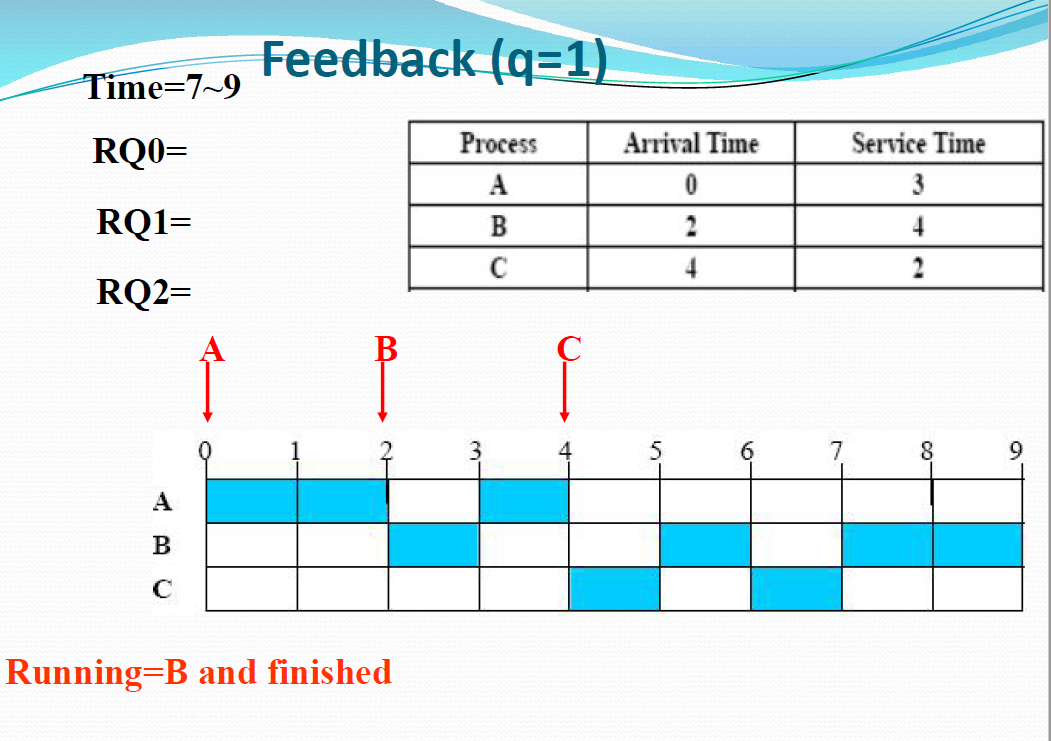 Feedback (q=1)
Time=7~9
RQ0=
RQ1=
RQ2=
Process Arrival Time Service Time
A 0 3
B 2 4
C 4 2
A B C
0 1 2 3 4 5 6 7 8 9
A
B
C
Running=B and finished